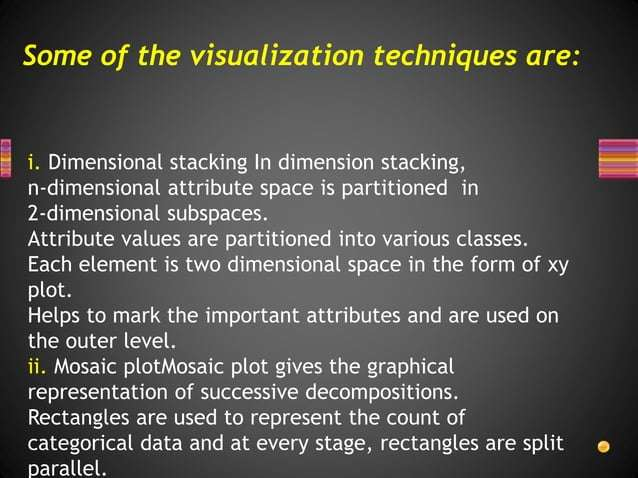 Some of the visualization techniques are:
i. Dimensional stacking In dimension stacking,
n-dimensional attribute space is partitioned in
2-dimensional subspaces.
Attribute values are partitioned into various classes.
Each element is two dimensional space in the form of xy
plot.
Helps to mark the important attributes and are used on
the outer level.
ii. Mosaic plotMosaic plot gives the graphical
representation of successive decompositions.
Rectangles are used to represent the count of
categorical data and at every stage, rectangles are split
parallel.